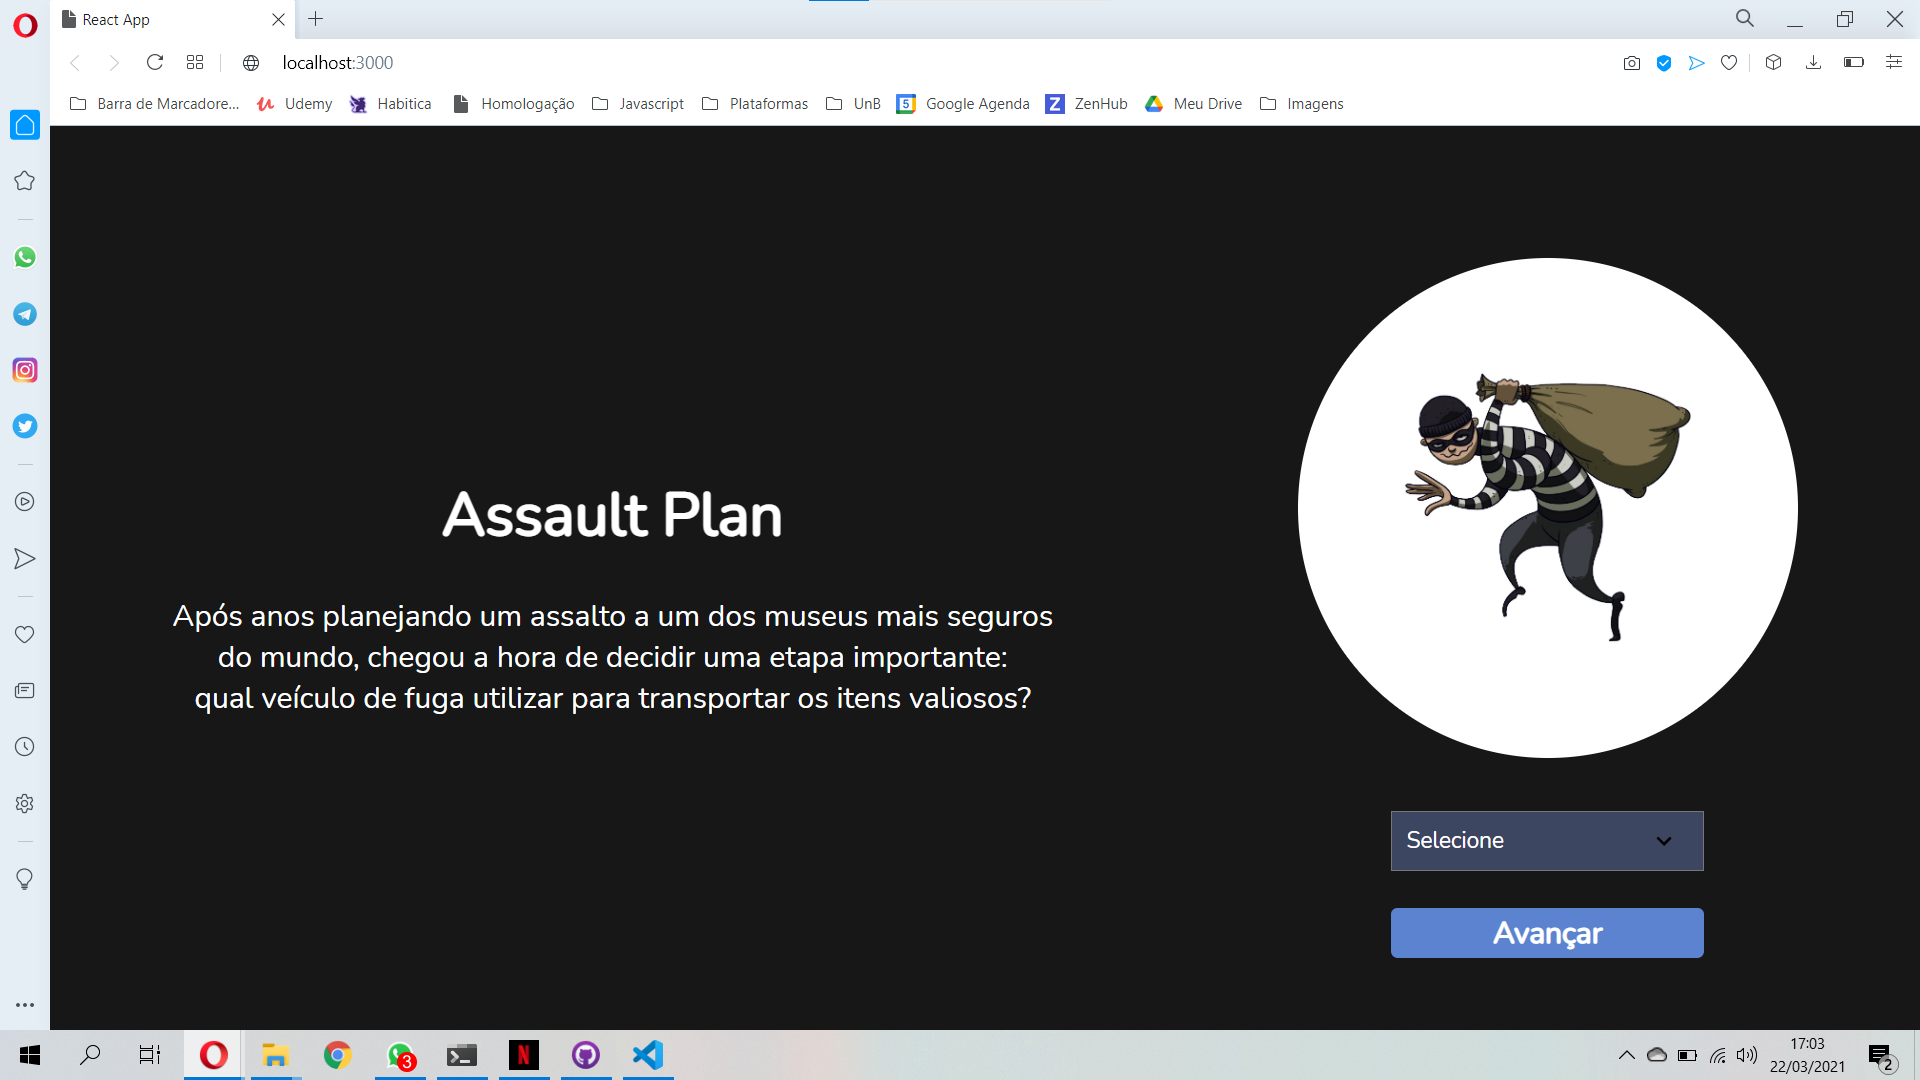 React App
localhost:3000
Barra de Marcadore... Udemy Habitica Homologação Javascript Plataformas UnB 5 Google Agenda Z ZenHub Meu Drive Imagens
Assault Plan
Após anos planejando um assalto a um dos museus mais seguros
do mundo, chegou a hora de decidir uma etapa importante:
qual veículo de fuga utilizar para transportar os itens valiosos?
Selecione
Avançar
3
N
17:03
22/03/2021
2